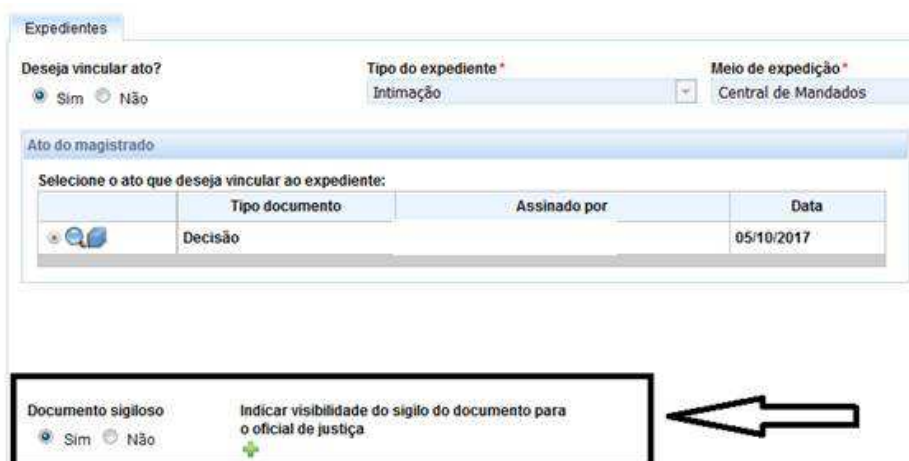 Expedientes
Deseja vincular ato? Tipo do expediente * Meio de expedição *
Sim Não Intimação Central de Mandados
Ato do magistrado
Selecione o ato que deseja vincular ao expediente:
Tipo documento Assinado por Data
Decisão 05/10/2017
Documento sigiloso Indicar visibilidade do sigilo do documento para
o oficial de justiça
Sim Não